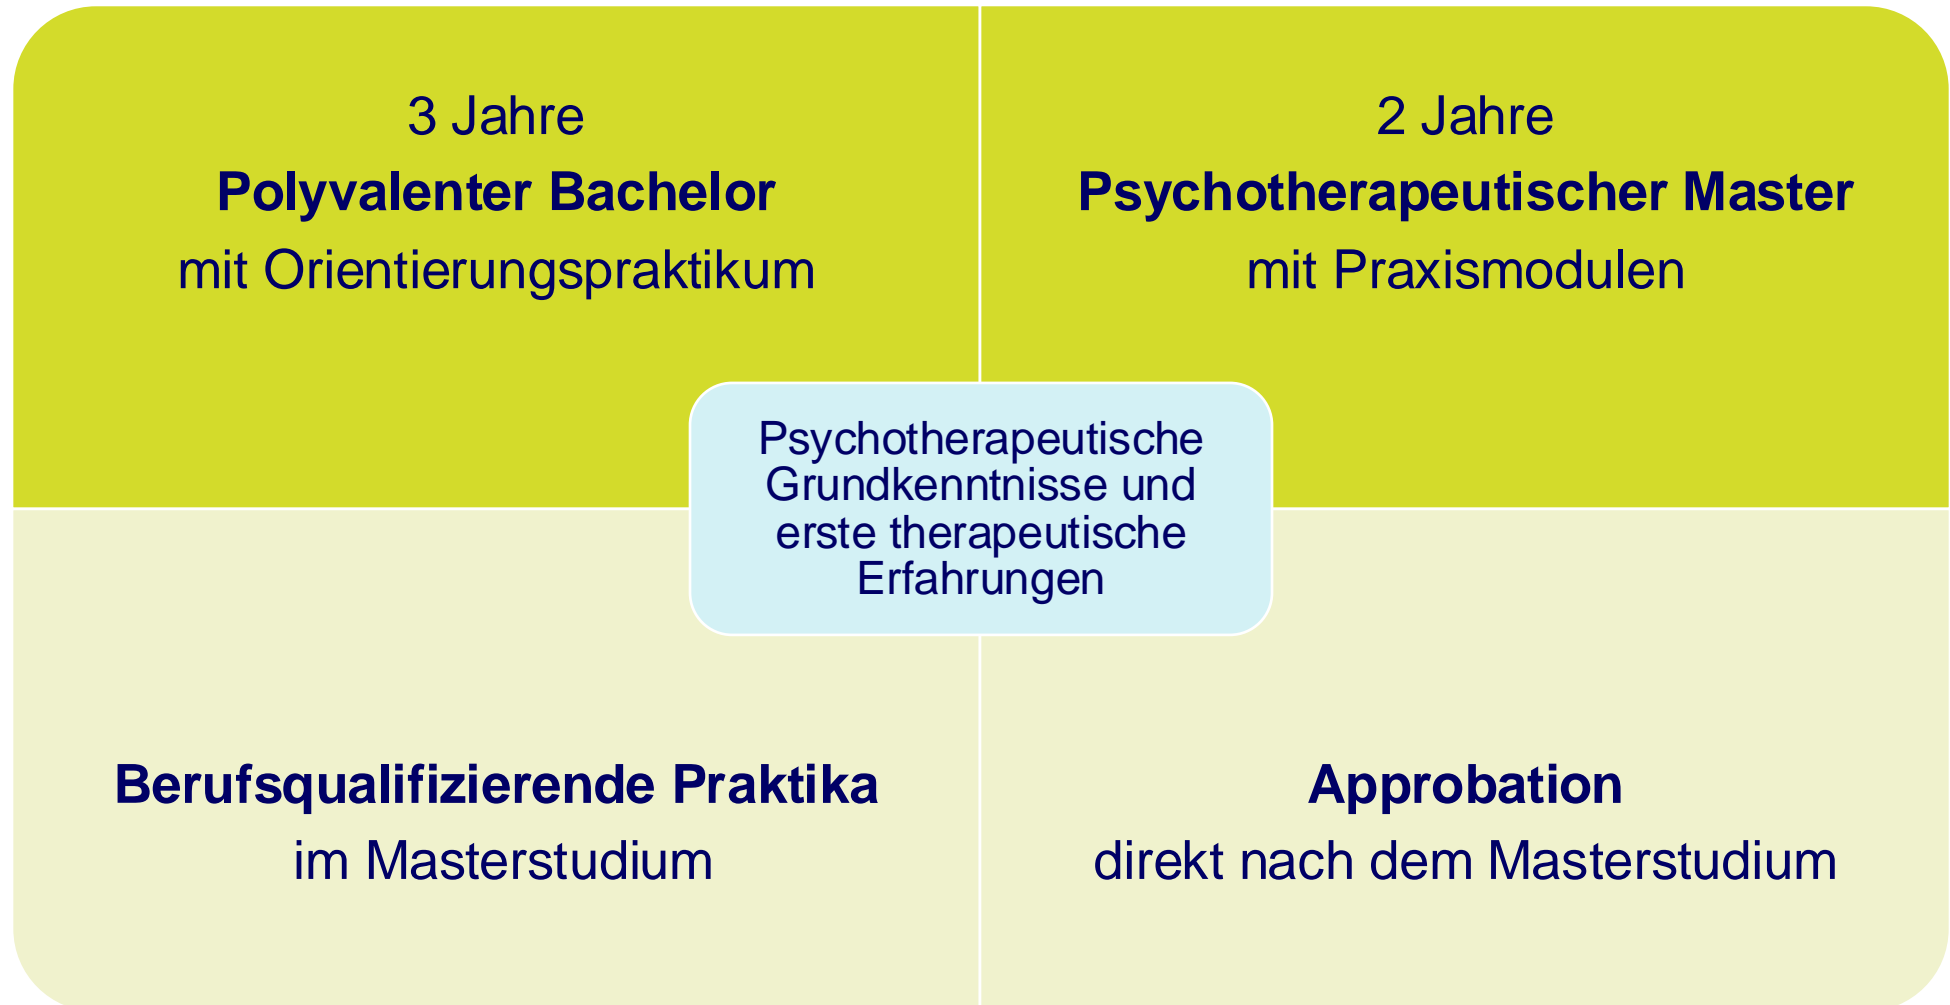 3 Jahre
Polyvalenter Bachelor
mit Orientierungspraktikum
2 Jahre
Psychotherapeutischer Master
mit Praxismodulen
Psychotherapeutische
Grundkenntnisse und
erste therapeutische
Erfahrungen
Berufsqualifizierende Praktika
im Masterstudium
Approbation
direkt nach dem Masterstudium